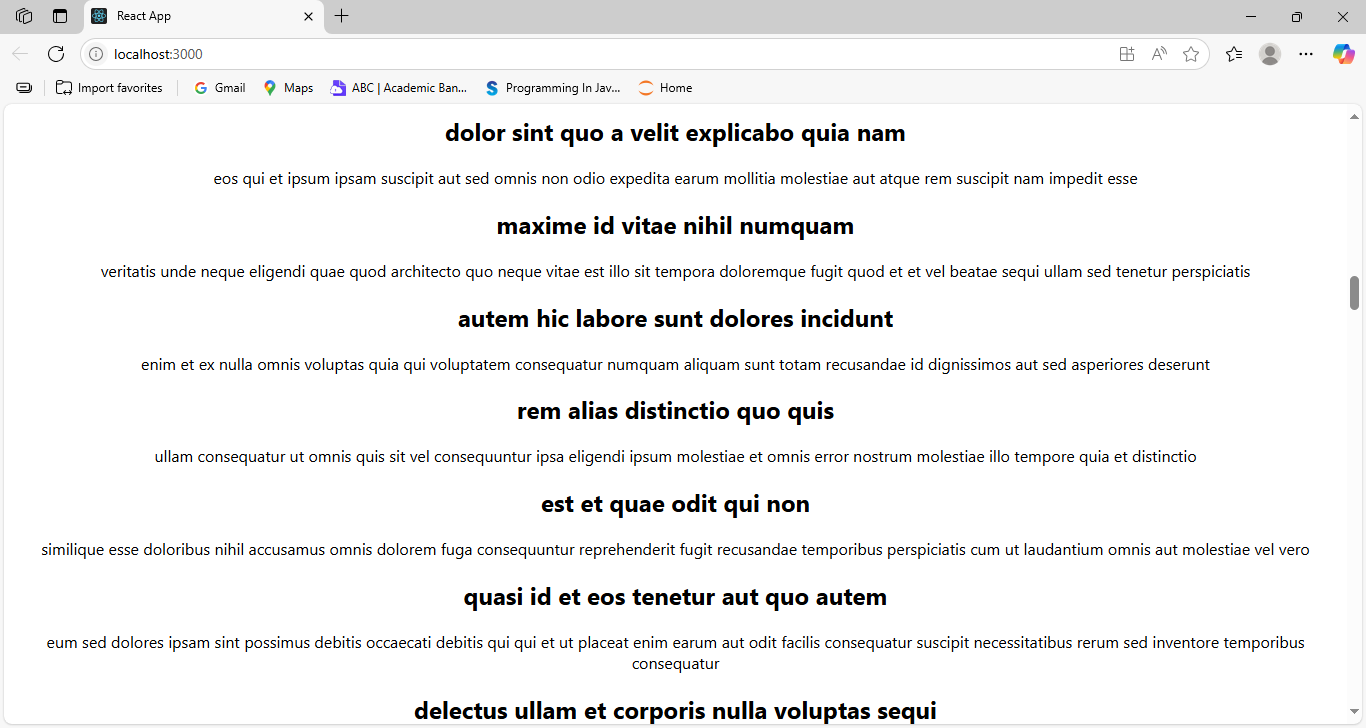 React App
localhost:3000
Import favorites
Gmail
Maps
ABC | Academic Ban...
Programming In Jav...
Home
dolor sint quo a velit explicabo quia nam
eos qui et ipsum ipsam suscipit aut sed omnis non odio expedita earum mollitia molestiae aut atque rem suscipit nam impedit esse
maxime id vitae nihil numquam
veritatis unde neque eligendi quae quod architecto quo neque vitae est illo sit tempora doloremque fugit quod et et vel beatae sequi ullam sed tenetur perspiciatis
autem hic labore sunt dolores incidunt
enim et ex nulla omnis voluptas quia qui voluptatem consequatur numquam aliquam sunt totam recusandae id dignissimos aut sed asperiores deserunt
rem alias distinctio quo quis
ullam consequatur ut omnis quis sit vel consequuntur ipsa eligendi ipsum molestiae et omnis error nostrum molestiae illo tempore quia et distinctio
est et quae odit qui non
similique esse doloribus nihil accusamus omnis dolorem fuga consequuntur reprehenderit fugit recusandae temporibus perspiciatis cum ut laudantium omnis aut molestiae vel vero
quasi id et eos tenetur aut quo autem
eum sed dolores ipsam sint possimus debitis occaecati debitis qui qui et ut placeat enim earum aut odit facilis consequatur suscipit necessitatibus rerum sed inventore temporibus
consequatur
delectus ullam et corporis nulla voluptas sequi